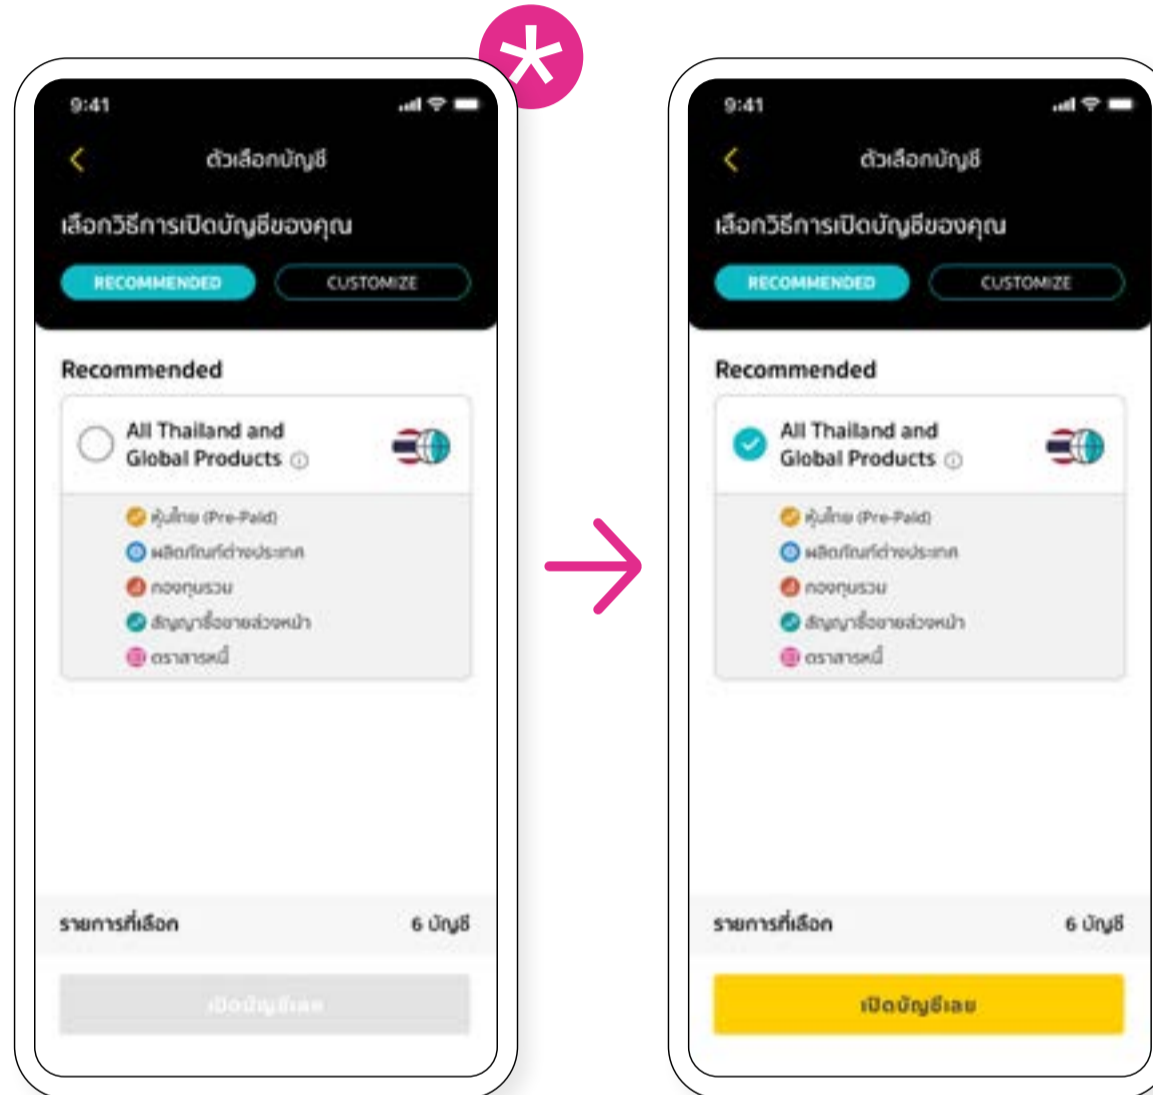 9:41
ตัวเลือกบัญชี
เลือกวิธีการเปิดบัญชีของคุณ
RECOMMENDED
CUSTOMIZE
Recommended
All Thailand and
Global Products
หุ้นไทย (Pre-Paid)
ผลิตภัณฑ์ต่างประเทศ
กองทุนรวม
สัญญาซื้อขายล่วงหน้า
ตราสารหนี้
รายการที่เลือก
6 บัญชี
เปิดบัญชีเลย
9:41
ตัวเลือกบัญชี
เลือกวิธีการเปิดบัญชีของคุณ
RECOMMENDED
CUSTOMIZE
Recommended
All Thailand and
Global Products
หุ้นไทย (Pre-Paid)
ผลิตภัณฑ์ต่างประเทศ
กองทุนรวม
สัญญาซื้อขายล่วงหน้า
ตราสารหนี้
รายการที่เลือก
6 บัญชี
เปิดบัญชีเลย